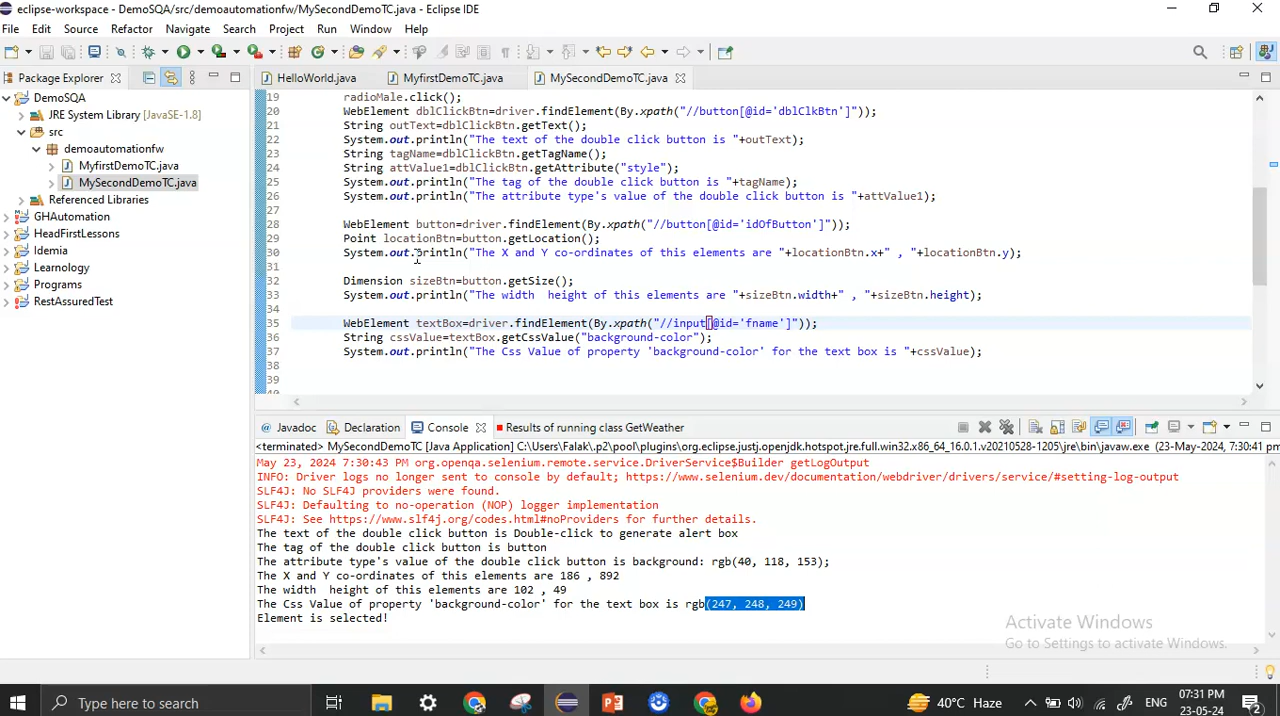 eclipse-workspace - DemoSQA/src/demoautomationfw/MySecondDemoTC.java - Eclipse IDE
File Edit Source Refactor Navigate Search Project Run Window Help
Package Explorer
HelloWorld.java MyfirstDemoTC.java MySecondDemoTC.java
DemoSQA
JRE System Library [JavaSE-1.8]
src
demoautomationfw
MyfirstDemoTC.java
MySecondDemoTC.java
Referenced Libraries
GHAutomation
HeadFirstLessons
Idemia
Learnology
Programs
RestAssuredTest
19 radioMale.click();
20 WebElement dblClickBtn=driver.findElement(By.xpath("//button[@id='dblClkBtn']"));
21 String outText=dblClickBtn.getText();
22 System.out.println("The text of the double click button is "+outText);
23 String tagName=dblClickBtn.getTagName();
24 String attValue1=dblClickBtn.getAttribute("style");
25 System.out.println("The tag of the double click button is "+tagName);
26 System.out.println("The attribute type's value of the double click button is "+attValue1);
27
28 WebElement button=driver.findElement(By.xpath("//button[@id='idOfButton']"));
29 Point locationBtn=button.getLocation();
30 System.out.println("The X and Y co-ordinates of this elements are "+locationBtn.x+" , "+locationBtn.y);
31
32 Dimension sizeBtn=button.getSize();
33 System.out.println("The width  height of this elements are "+sizeBtn.width+" , "+sizeBtn.height);
34
35 WebElement textBox=driver.findElement(By.xpath("//input[@id='fname']"));
36 String cssValue=textBox.getCssValue("background-color");
37 System.out.println("The Css Value of property 'background-color' for the text box is "+cssValue);
38
39
Javadoc Declaration Console Results of running class GetWeather
<terminated> MySecondDemoTC [Java Application] C:\Users\Falak\.p2\pool\plugins\org.eclipse.justj.openjdk.hotspot.jre.full.win32.x86_64_16.0.1.v20210528-1205\jre\bin\javaw.exe (23-May-2024, 7:30:41 PM
May 23, 2024 7:30:43 PM org.openqa.selenium.remote.service.DriverService$Builder getLogOutput
INFO: Driver logs no longer sent to console by default; https://www.selenium.dev/documentation/webdriver/drivers/service/#setting-log-output
SLF4J: No SLF4J providers were found.
SLF4J: Defaulting to no-operation (NOP) logger implementation
SLF4J: See https://www.slf4j.org/codes.html#noProviders for further details.
The text of the double click button is Double-click to generate alert box
The tag of the double click button is button
The attribute type's value of the double click button is background: rgb(40, 118, 153);
The X and Y co-ordinates of this elements are 186 , 892
The width  height of this elements are 102 , 49
The Css Value of property 'background-color' for the text box is rgb(247, 248, 249)
Element is selected!
Activate Windows
Go to Settings to activate Windows.
Type here to search
40°C Haze
ENG
07:31 PM
23-05-24
2